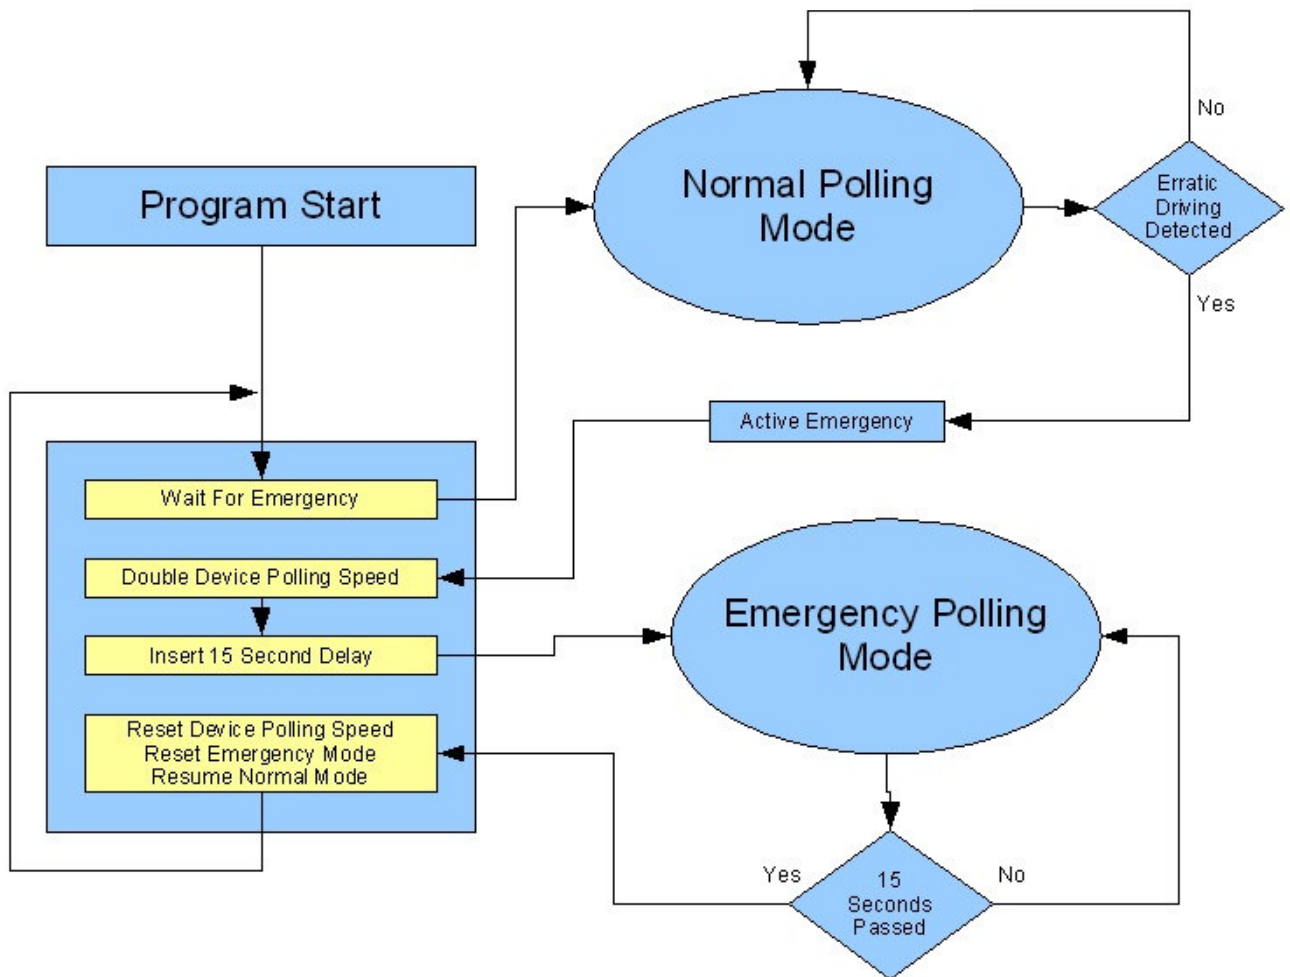 Program Start
Normal Polling
Mode
No
Erratic
Driving
Detected
Yes
Active Emergency
Wait For Emergency
Double Device Polling Speed
Insert 15 Second Delay
Reset Device Polling Speed
Reset Emergency Mode
Resume Normal Mode
Emergency Polling
Mode
Yes
15
Seconds
Passed
No